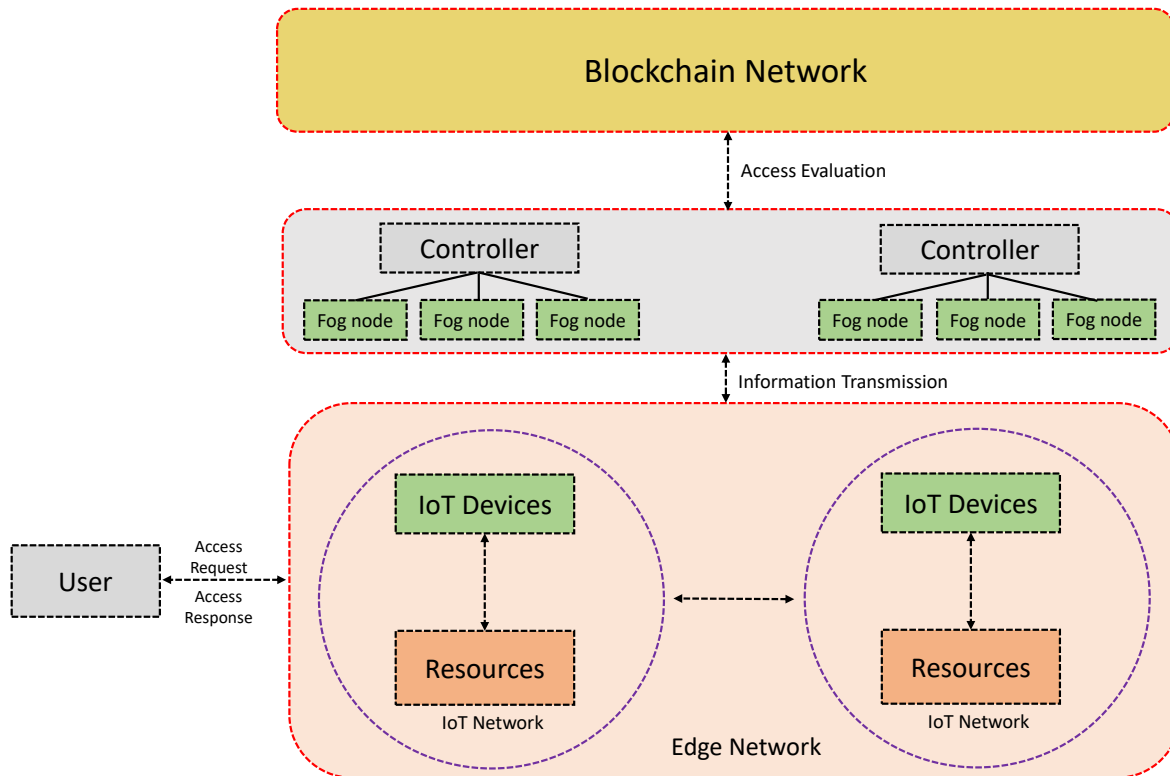 Blockchain Network
Access Evaluation
Controller
Controller
Fog node
Fog node
Fog node
Fog node
Fog node
Fog node
Information Transmission
IoT Devices
IoT Devices
User
Access
Request
Access
Response
Resources
Resources
IoT Network
IoT Network
Edge Network